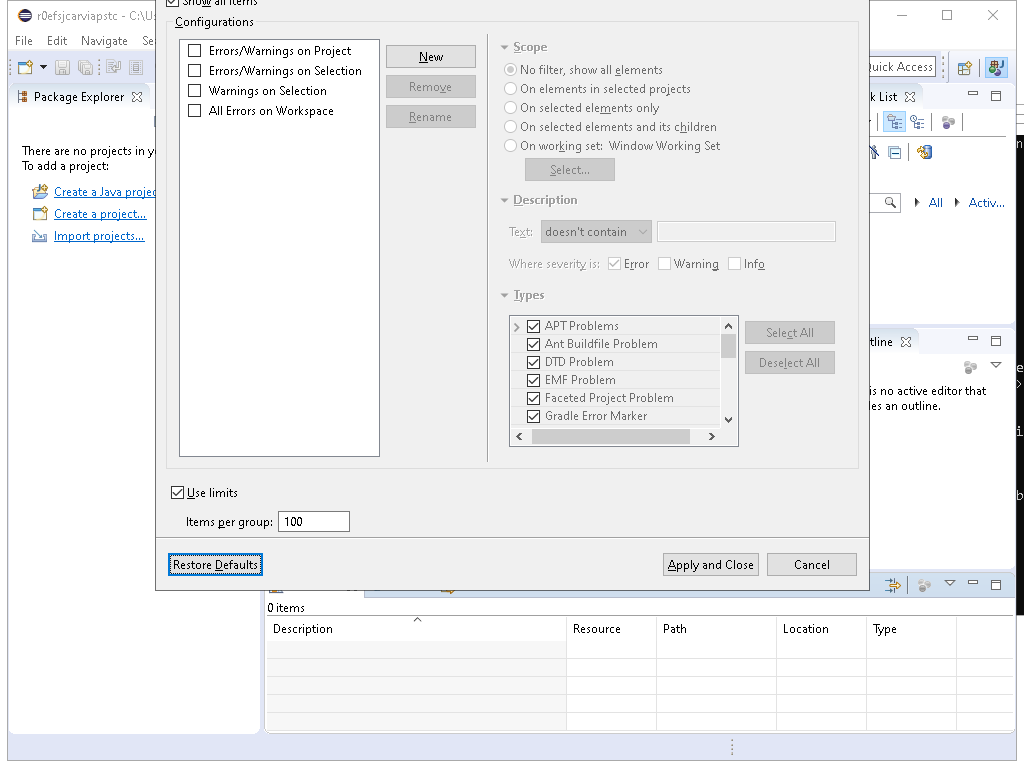 r0efsjcarviapstc - C:\Us
Show all items
File Edit Navigate Se
Configurations
Errors/Warnings on Project
Errors/Warnings on Selection
Warnings on Selection
All Errors on Workspace
New
Remove
Rename
Scope
No filter, show all elements
On elements in selected projects
On selected elements only
On selected elements and its children
On working set: Window Working Set
Select...
Description
Text: doesn't contain
Where severity is: Error Warning Info
Types
APT Problems
Ant Buildfile Problem
DTD Problem
EMF Problem
Faceted Project Problem
Gradle Error Marker
Select All
Deselect All
Use limits
Items per group: 100
Restore Defaults
Apply and Close
Cancel
Package Explorer
There are no projects in y
To add a project:
Create a Java projec
Create a project...
Import projects...
Quick Access
k List
All Activ...
tline
is no active editor that
les an outline.
0 items
Description Resource Path Location Type